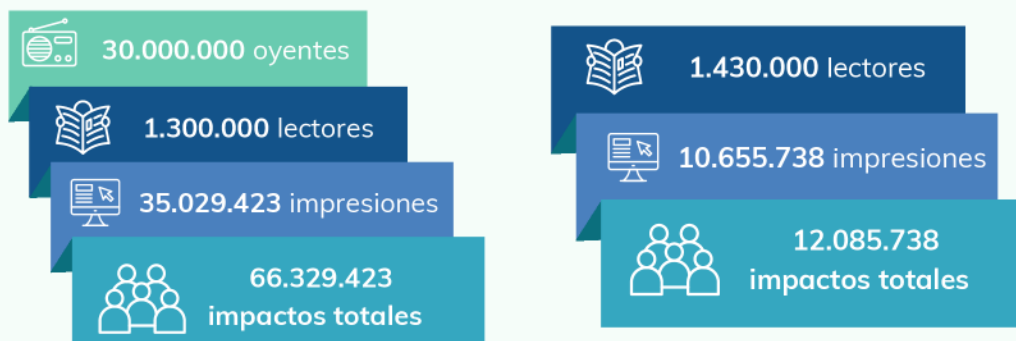 30.000.000 oyentes
1.300.000 lectores
35.029.423 impresiones
66.329.423
impactos totales
1.430.000 lectores
10.655.738 impresiones
12.085.738
impactos totales